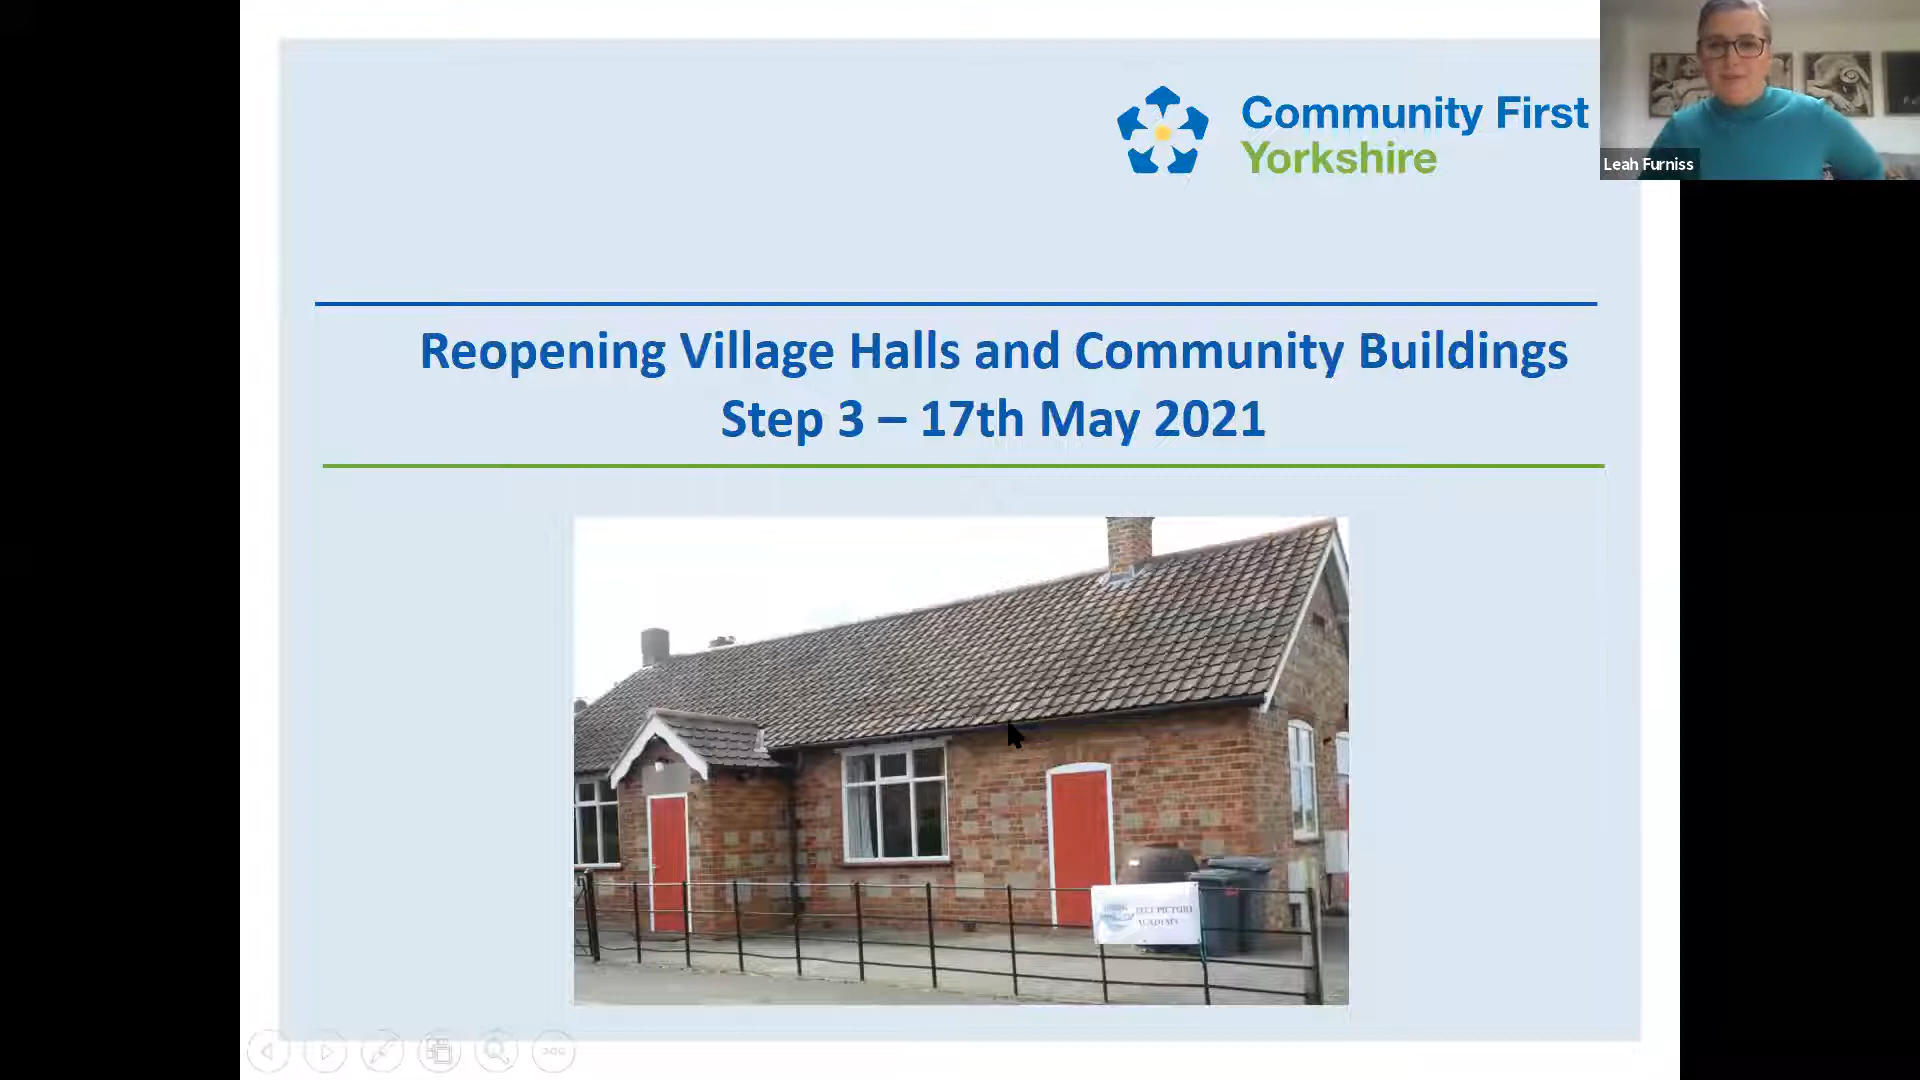 Community First
Yorkshire
Leah Furniss
Reopening Village Halls and Community Buildings
Step 3 – 17th May 2021